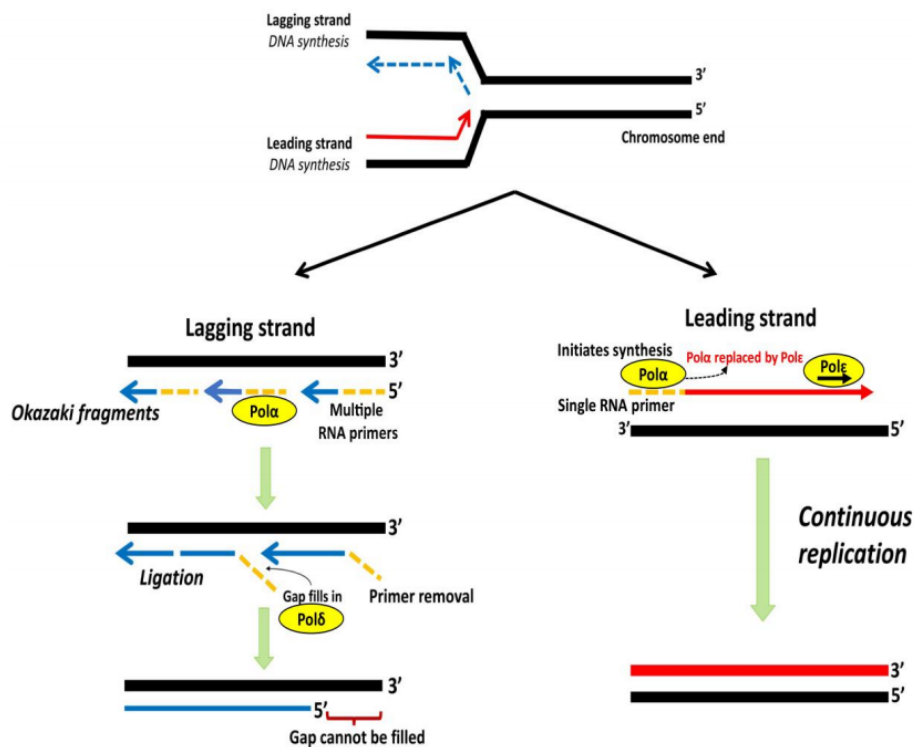 Lagging strand
DNA synthesis
3’
5’
Leading strand
DNA synthesis
Chromosome end
Lagging strand
3’
5’
Okazaki fragments
Polα
Multiple
RNA primers
3’
Ligation
Gap fills in
Polδ
Primer removal
3’
5’
Gap cannot be filled
Leading strand
Initiates synthesis
Polα
Polα replaced by Polε
Polε
Single RNA primer
3’
5’
Continuous
replication
3’
5’